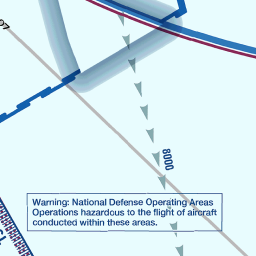 8000
Warning: National Defense Operating Areas
Operations hazardous to the flight of aircraft
conducted within these areas.